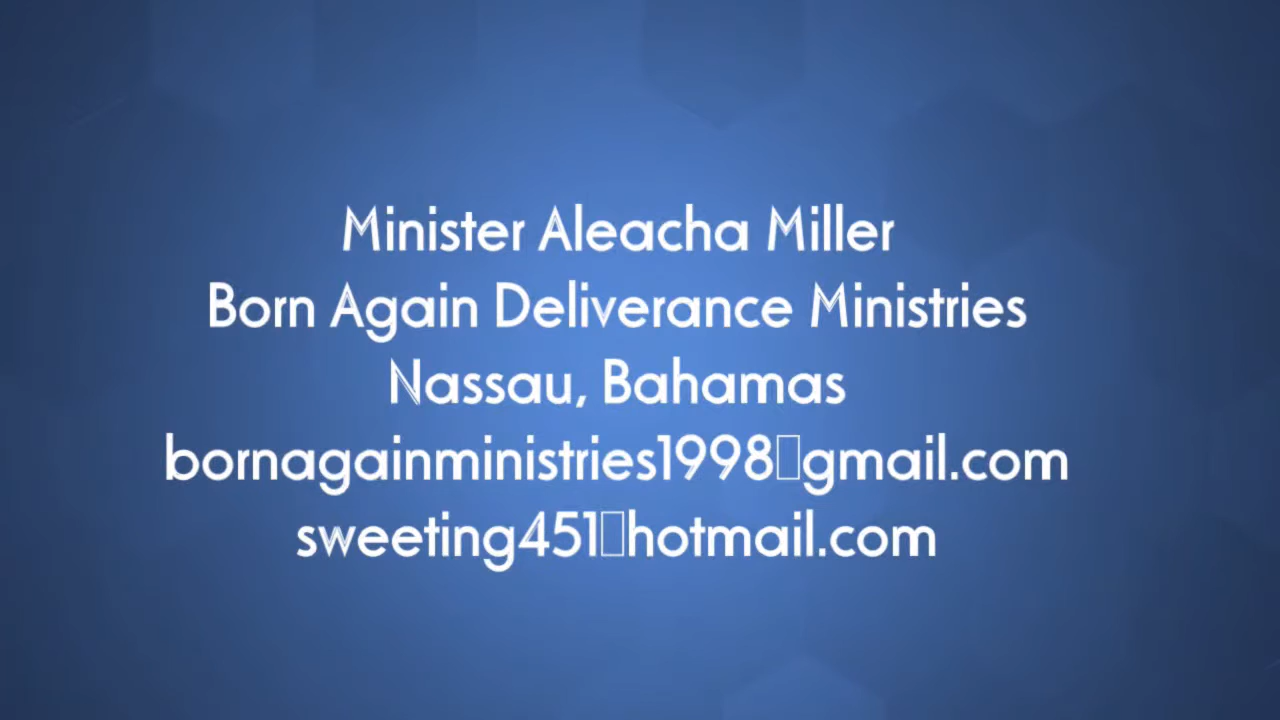 Minister Aleacha Miller
Born Again Deliverance Ministries
Nassau, Bahamas
bornagainministries1998□gmail.com
sweeting451□hotmail.com